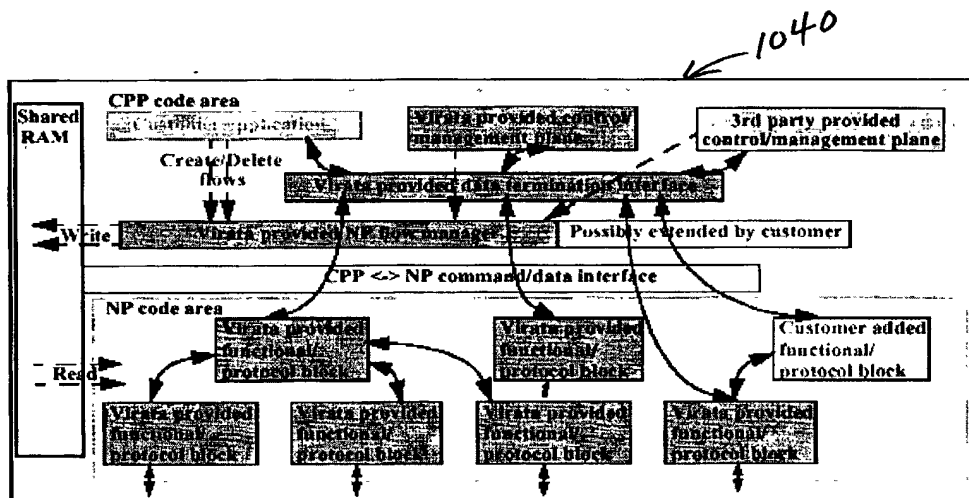 1040
CPP code area
Shared
RAM
Customer application
Virata provided control/
management plane
3rd party provided
control/management plane
Create/Delete
flows
Virata provided data termination interface
Write
Virata provided NP flow manager
Possibly extended by customer
CPP <-> NP command/data interface
NP code area
Virata provided
functional/
protocol block
Virata provided
functional/
protocol block
Customer added
functional/
protocol block
Read
Virata provided
functional/
protocol block
Virata provided
functional/
protocol block
Virata provided
functional/
protocol block
Virata provided
functional/
protocol block